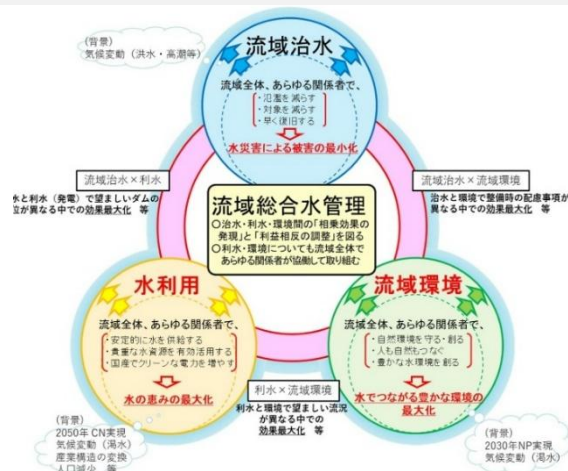 (背景)
気候変動(洪水・高潮等)
流域治水
流域全体、あらゆる関係者で、
・氾濫を減らす
・対象を減らす
・早く復旧する
水災害による被害の最小化
流域治水×利水
水と利水(発電)で望ましいダムの
位が異なる中での効果最大化 等
流域治水×流域環境
治水と環境で整備時の配慮事項が
異なる中での効果最大化 等
流域総合水管理
〇治水・利水・環境間の「相乗効果の
発現」と「利益相反の調整」を図る
〇利水・環境についても流域全体で
あらゆる関係者が協働して取り組む
水利用
流域全体、あらゆる関係者で、
・安定的に水を供給する
・貴重な水資源を有効活用する
・国産でクリーンな電力を増やす
水の恵みの最大化
流域環境
流域全体、あらゆる関係者で、
・自然環境を守る・創る
・人も自然もつなぐ
・豊かな水環境を創る
水でつながる豊かな環境の
最大化
利水×流域環境
利水と環境で望ましい流況
が異なる中での
効果最大化 等
(背景)
2050年CN実現
気候変動(渇水)
産業構造の変換
人口減少 等
(背景)
2030年NP実現
気候変動(渇水)